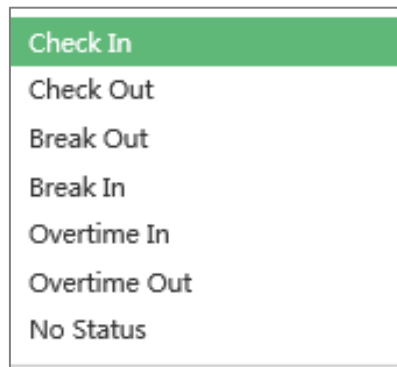 Check In
Check Out
Break Out
Break In
Overtime In
Overtime Out
No Status